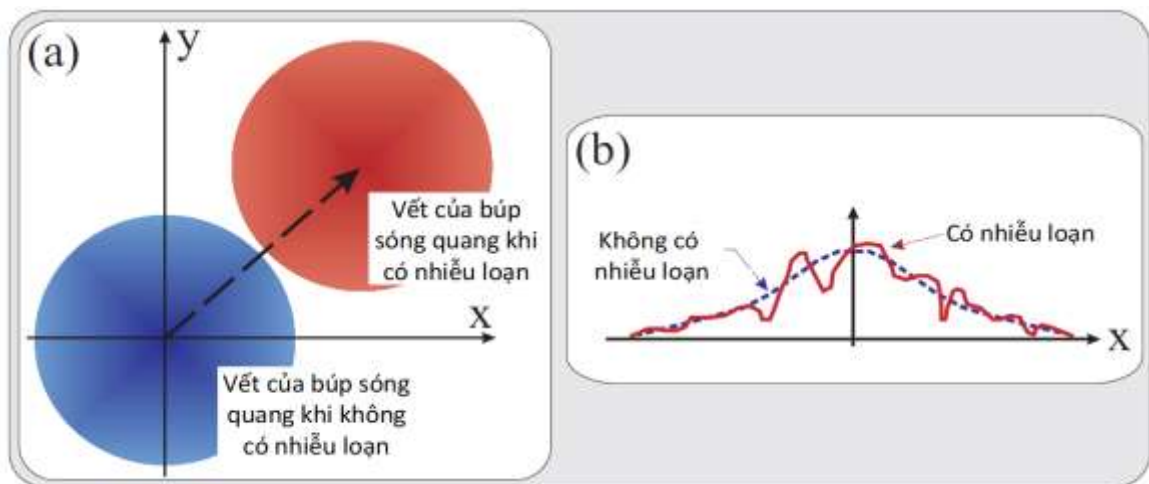 (a)
y
Vết của búp
sóng quang khi
có nhiễu loạn
x
Vết của búp sóng
quang khi không
có nhiễu loạn
(b)
Không có
nhiễu loạn
Có nhiễu loạn
x